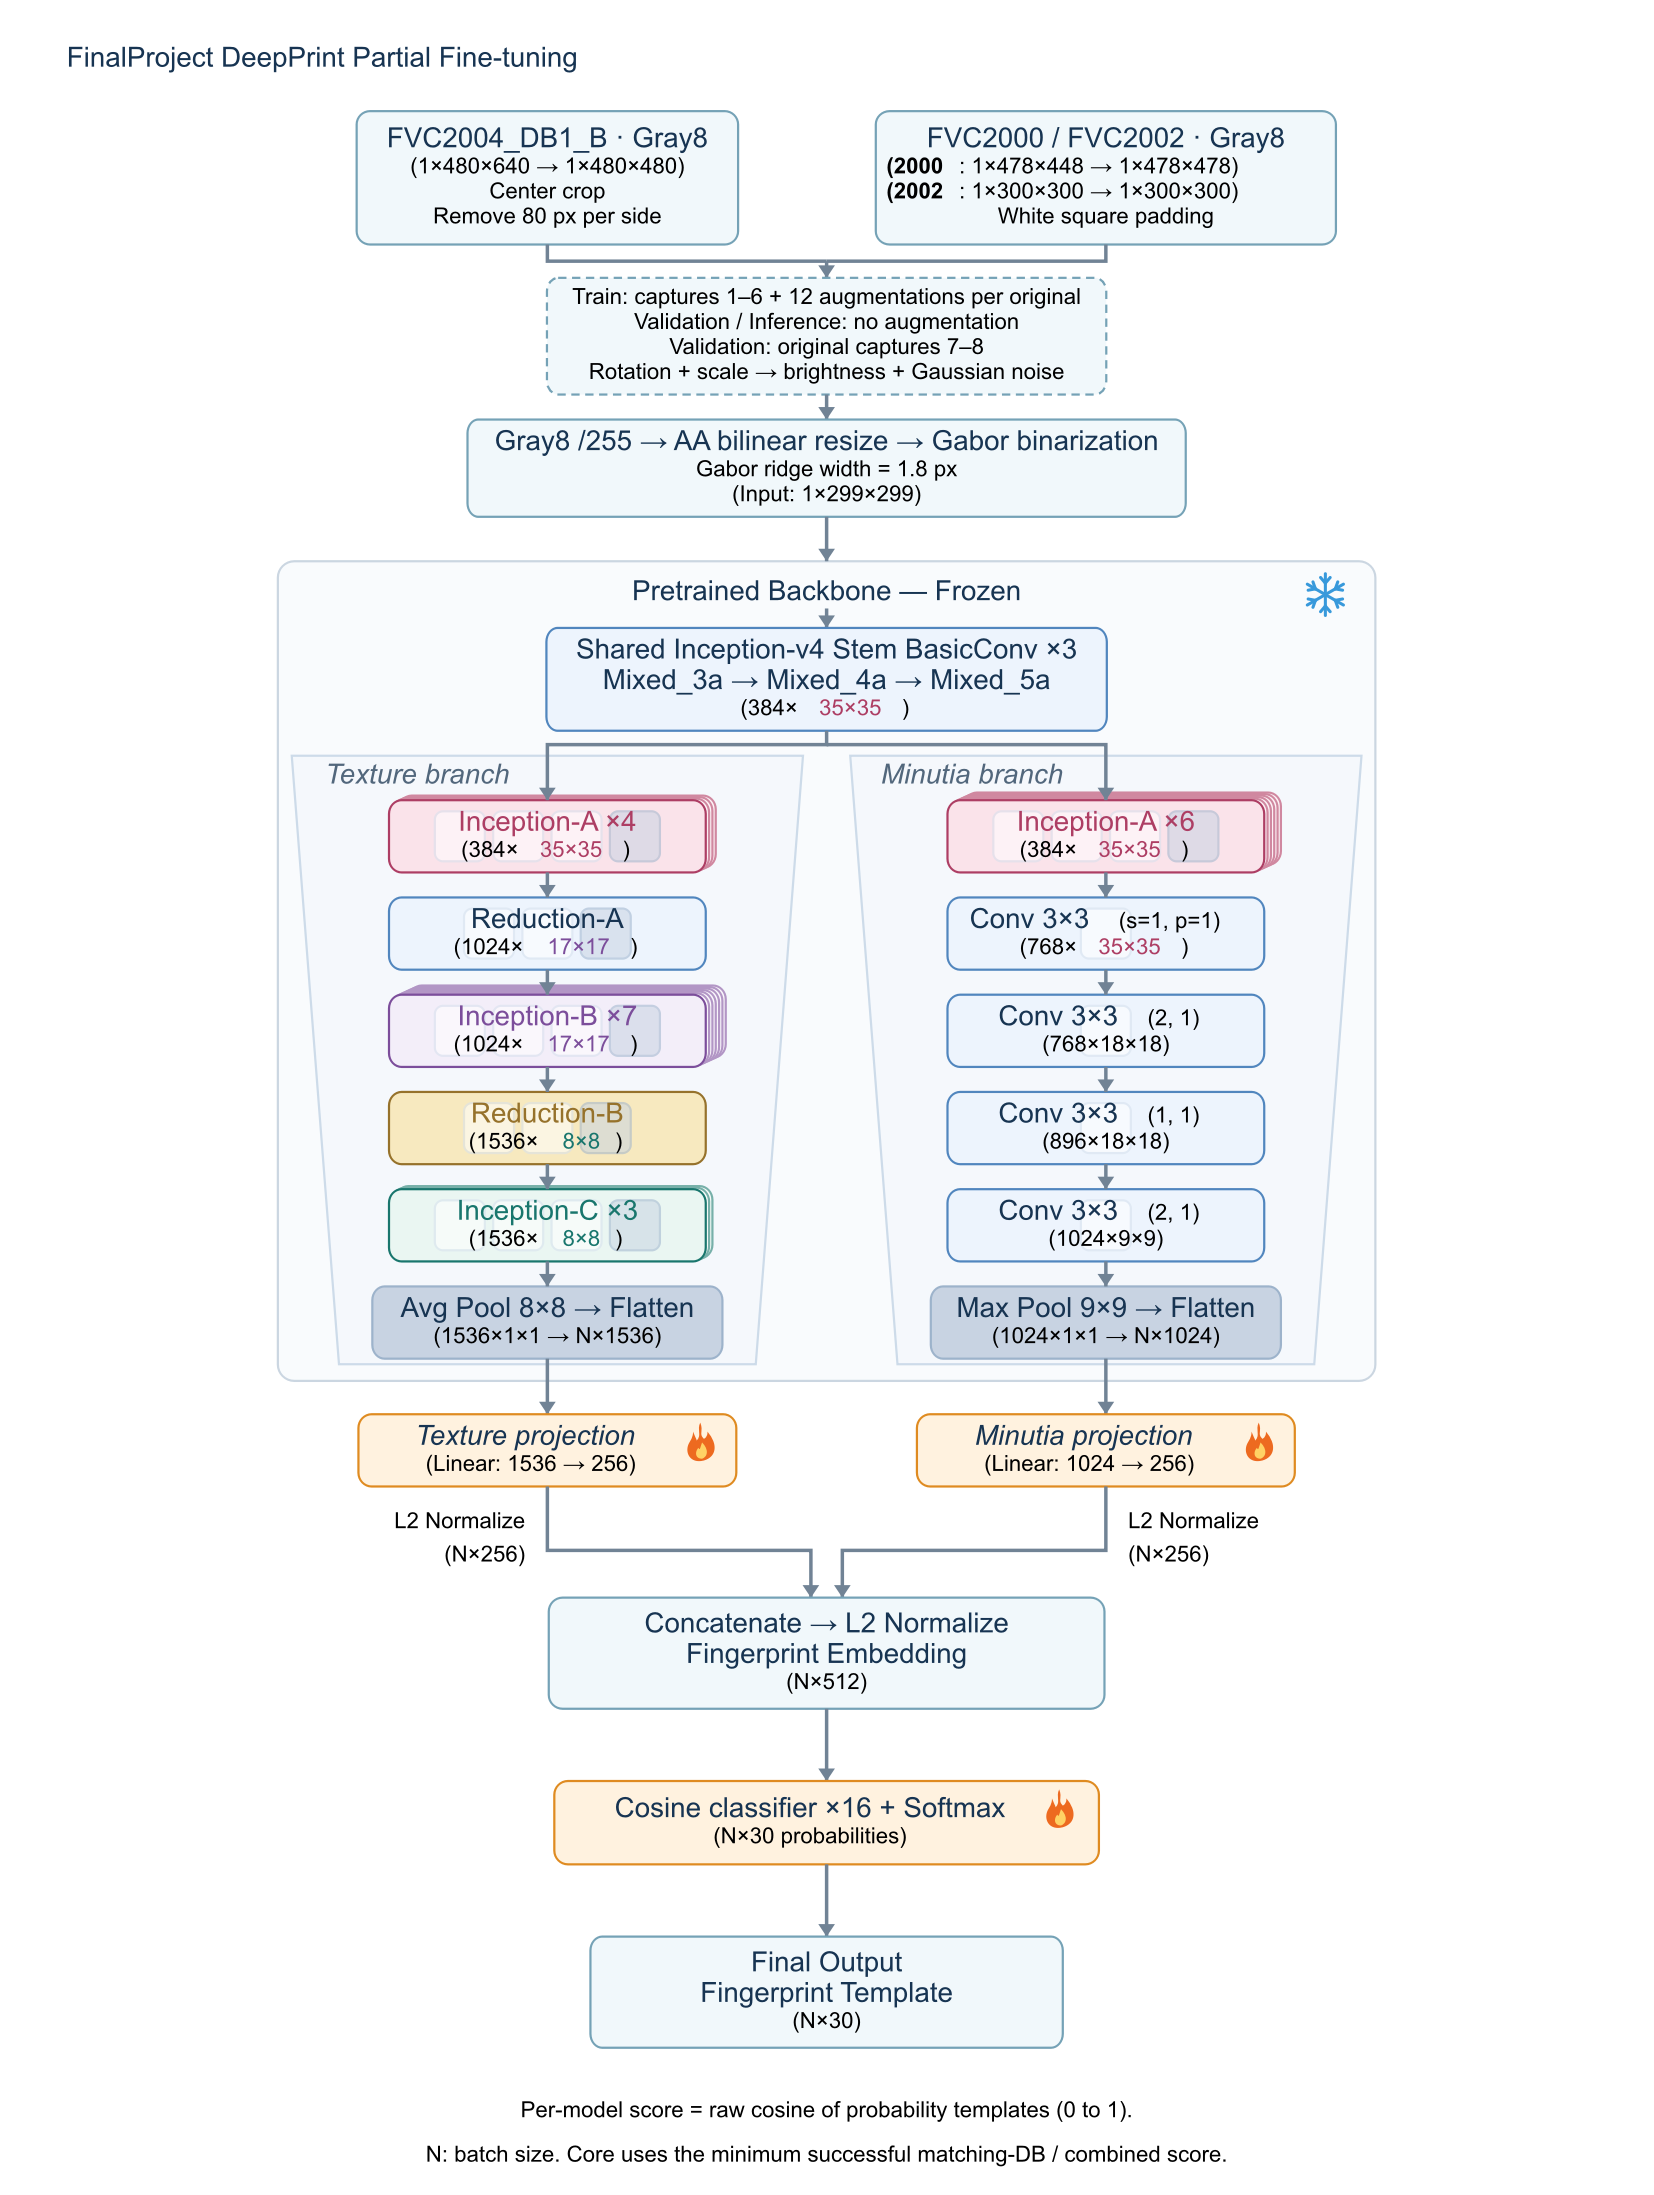 FinalProject DeepPrint Partial Fine-tuning
FVC2004_DB1_B · Gray8
(1×480×640 → 1×480×480)
Center crop
Remove 80 px per side
FVC2000 / FVC2002 · Gray8
(2000 : 1×478×448 → 1×478×478)
(2002 : 1×300×300 → 1×300×300)
White square padding
Train: captures 1–6 + 12 augmentations per original
Validation / Inference: no augmentation
Validation: original captures 7–8
Rotation + scale → brightness + Gaussian noise
Gray8 /255 → AA bilinear resize → Gabor binarization
Gabor ridge width = 1.8 px
(Input: 1×299×299)
Pretrained Backbone — Frozen
Shared Inception-v4 Stem BasicConv ×3
Mixed_3a → Mixed_4a → Mixed_5a
(384× 35×35 )
Texture branch
Inception-A ×4
(384× 35×35 )
Reduction-A
(1024× 17×17 )
Inception-B ×7
(1024× 17×17 )
Reduction-B
(1536× 8×8 )
Inception-C ×3
(1536× 8×8 )
Avg Pool 8×8 → Flatten
(1536×1×1 → N×1536)
Minutia branch
Inception-A ×6
(384× 35×35 )
Conv 3×3 (s=1, p=1)
(768× 35×35 )
Conv 3×3 (2, 1)
(768×18×18)
Conv 3×3 (1, 1)
(896×18×18)
Conv 3×3 (2, 1)
(1024×9×9)
Max Pool 9×9 → Flatten
(1024×1×1 → N×1024)
Texture projection
(Linear: 1536 → 256)
Minutia projection
(Linear: 1024 → 256)
L2 Normalize
(N×256)
L2 Normalize
(N×256)
Concatenate → L2 Normalize
Fingerprint Embedding
(N×512)
Cosine classifier ×16 + Softmax
(N×30 probabilities)
Final Output
Fingerprint Template
(N×30)
Per-model score = raw cosine of probability templates (0 to 1).
N: batch size. Core uses the minimum successful matching-DB / combined score.